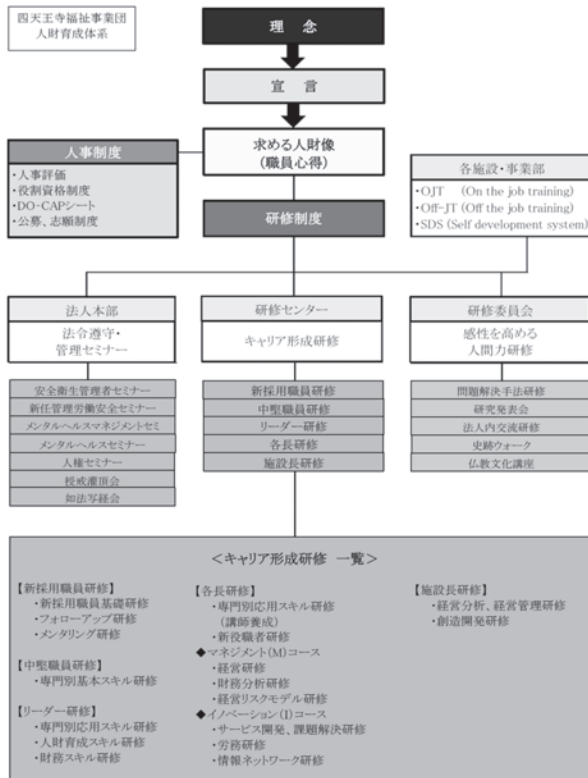 四天王寺福祉事業団
人財育成体系
理　念
宣　言
求める人財像
(職員心得)
人事制度
・人事評価
・役割資格制度
・DO-CAPシート
・公募、志願制度
研修制度
各施設・事業部
・OJT (On the job training)
・Off-JT (Off the job training)
・SDS (Self development system)
法人本部
法令遵守・
管理セミナー
安全衛生管理者セミナー
新任管理労働安全セミナー
メンタルヘルスマネジメントセミ
メンタルヘルスセミナー
人権セミナー
授戒灌頂会
如法写経会
研修センター
キャリア形成研修
新採用職員研修
中堅職員研修
リーダー研修
各長研修
施設長研修
研修委員会
感性を高める
人間力研修
問題解決手法研修
研究発表会
法人内交流研修
史跡ウォーク
仏教文化講座
＜キャリア形成研修　一覧＞
【新採用職員研修】
・新採用職員基礎研修
・フォローアップ研修
・メンタリング研修
【中堅職員研修】
・専門別基本スキル研修
【リーダー研修】
・専門別応用スキル研修
・人財育成スキル研修
・財務スキル研修
【各長研修】
・専門別応用スキル研修
(講師養成)
・新役職者研修
◆マネジメント(M)コース
・経営研修
・財務分析研修
・経営リスクモデル研修
◆イノベーション(I)コース
・サービス開発、課題解決研修
・労務研修
・情報ネットワーク研修
【施設長研修】
・経営分析、経営管理研修
・創造開発研修